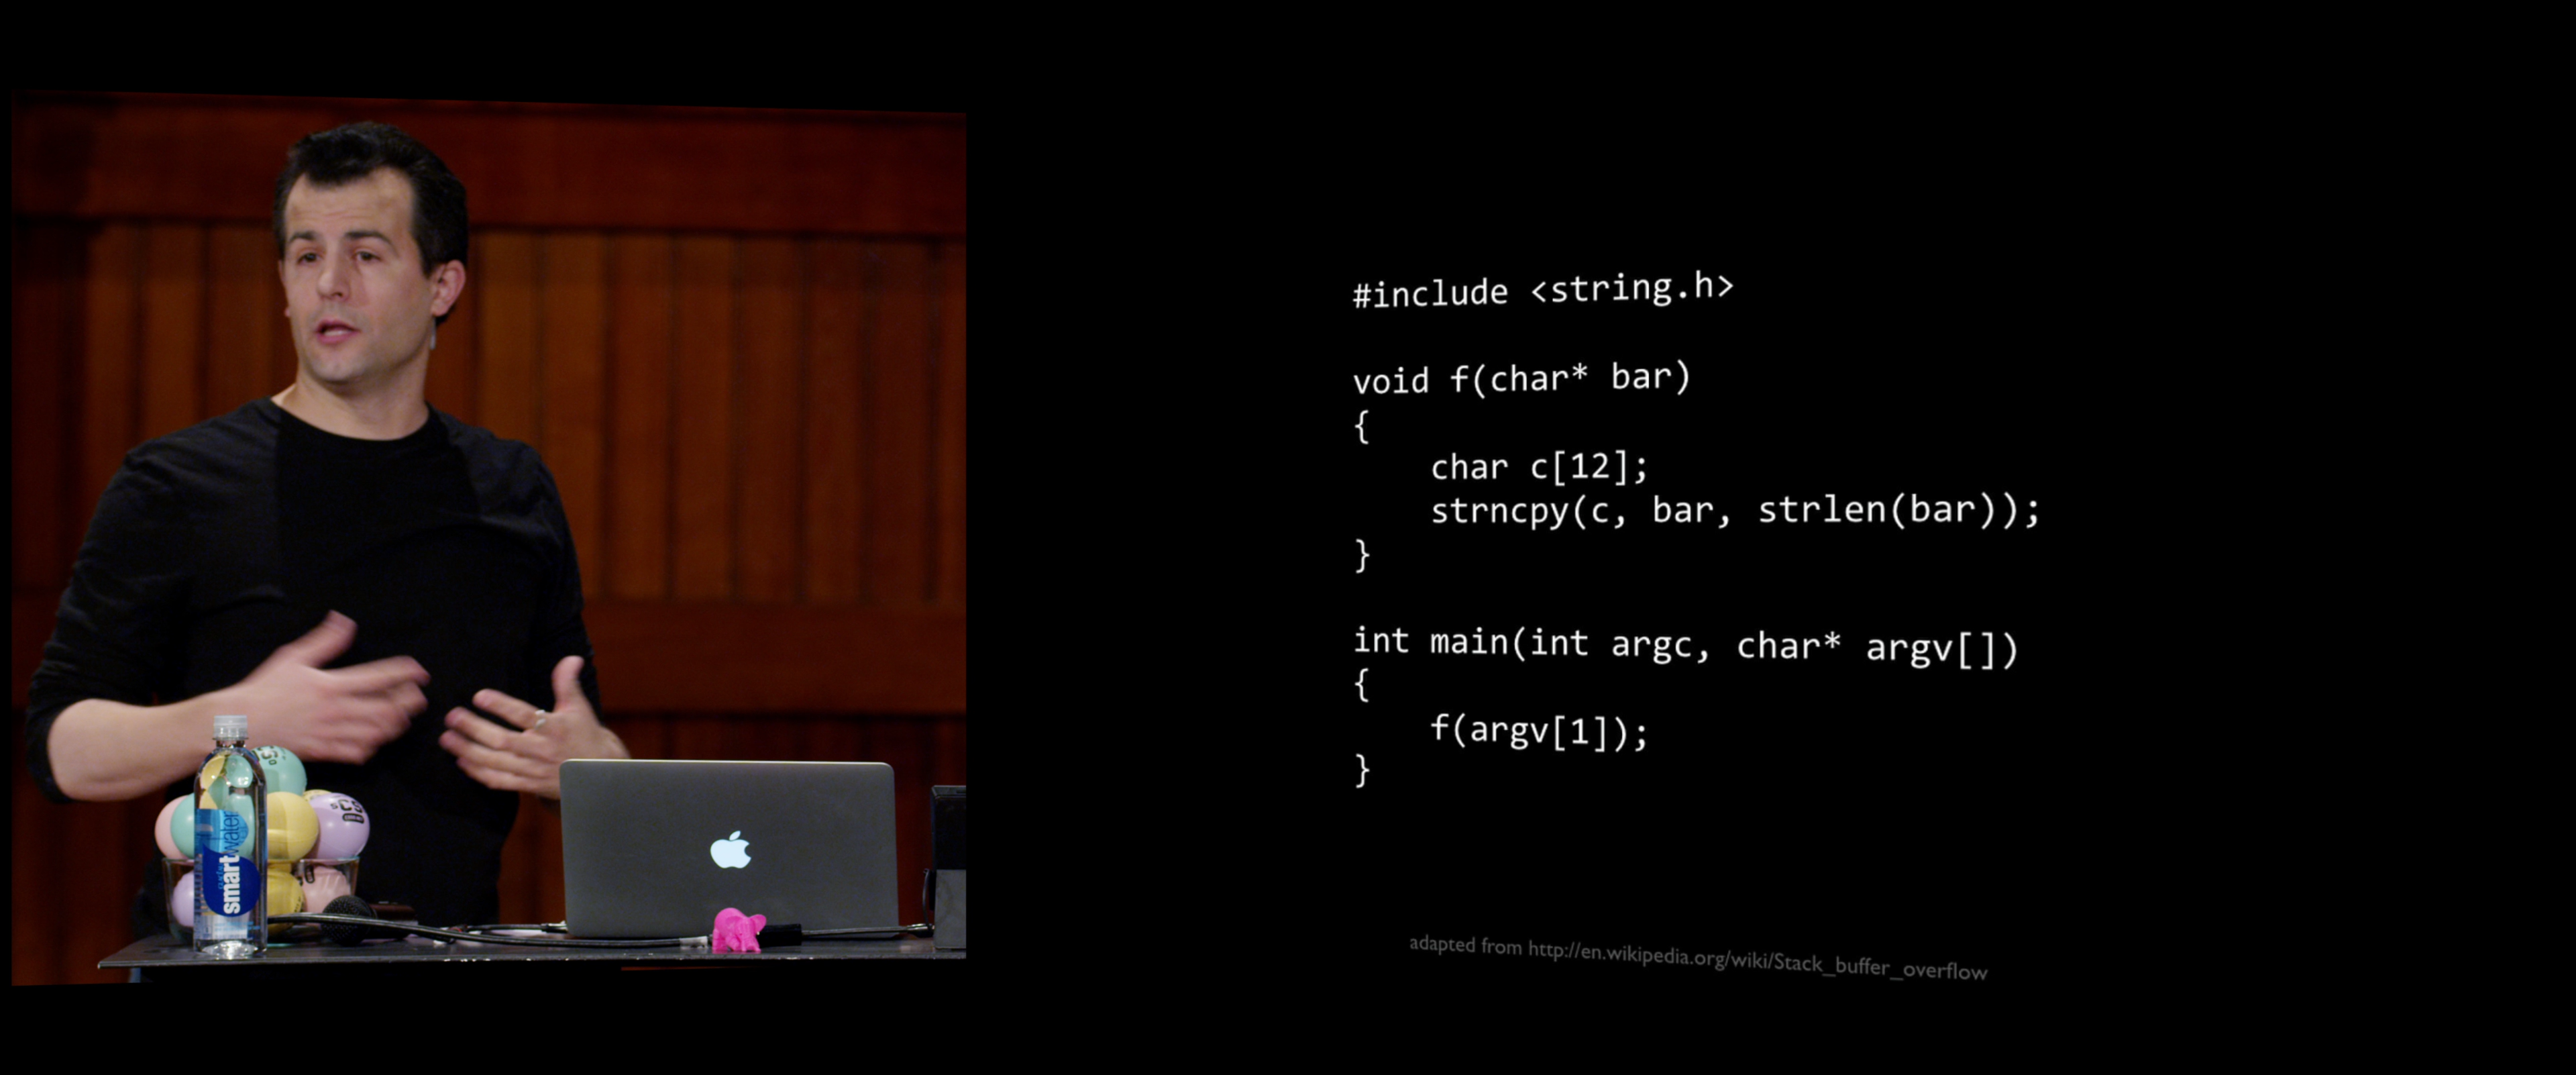 #include <string.h>
void f(char* bar)
{
    char c[12];
    strncpy(c, bar, strlen(bar));
}
int main(int argc, char* argv[])
{
    f(argv[1]);
}
adapted from http://en.wikipedia.org/wiki/Stack_buffer_overflow
smartwater